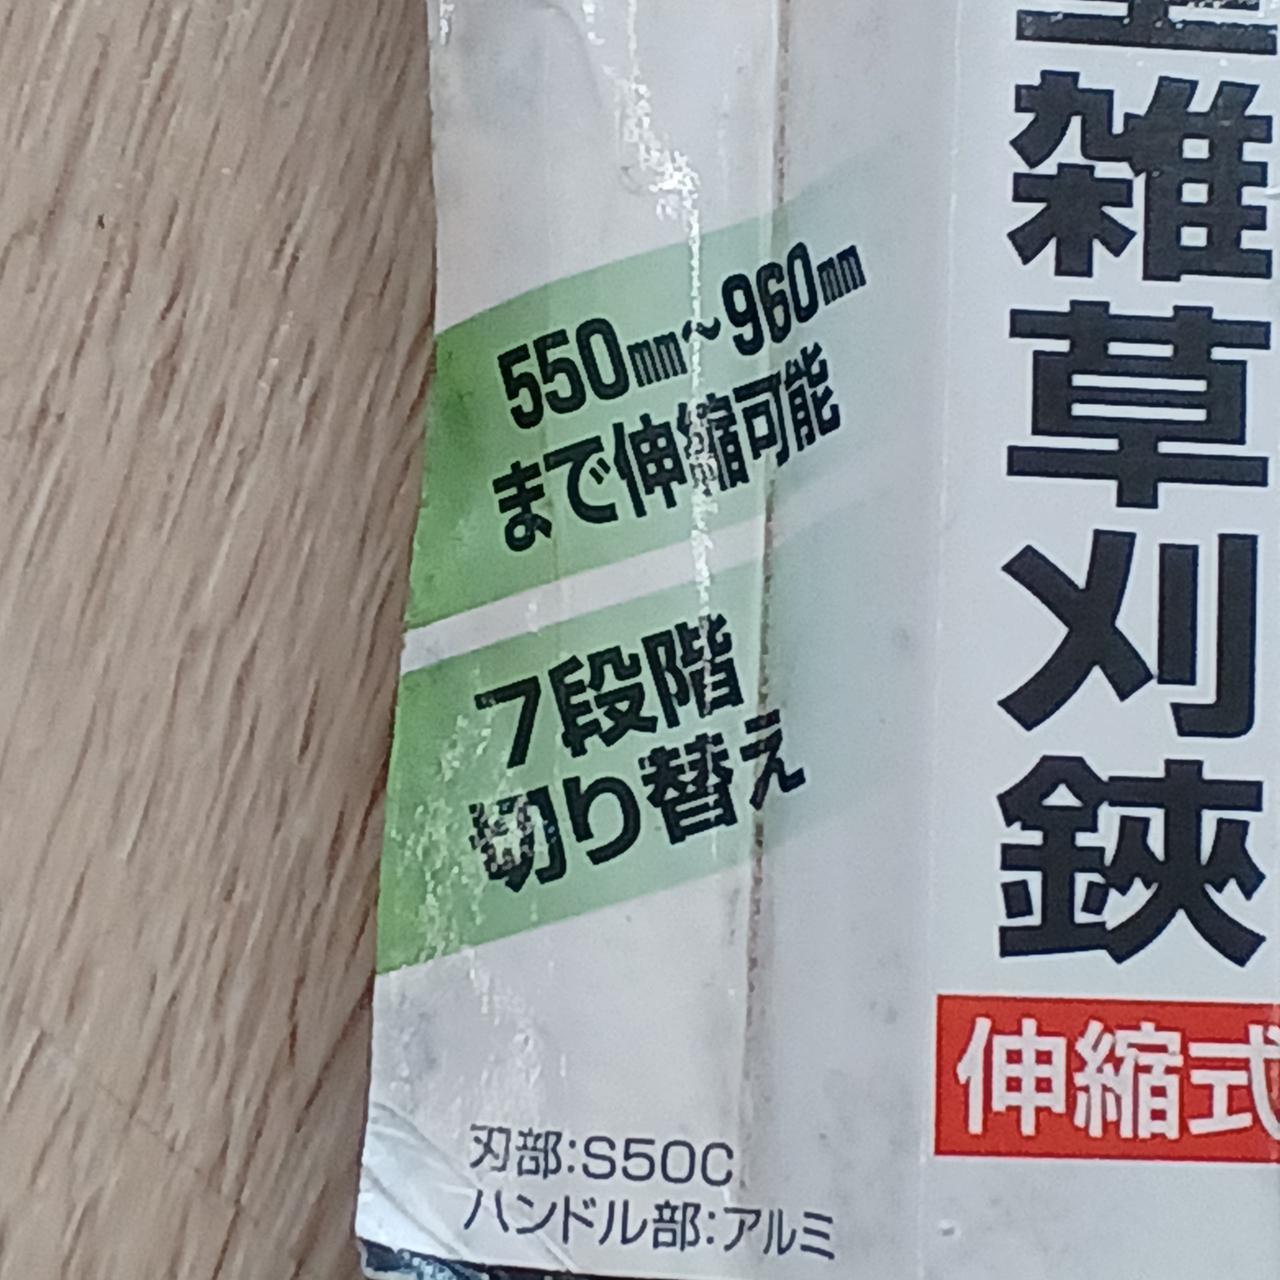 550㎜～960㎜
まで伸縮可能
7段階
切り替え
刃部:S50C
ハンドル部:アルミ
雑草刈鋏
伸縮式